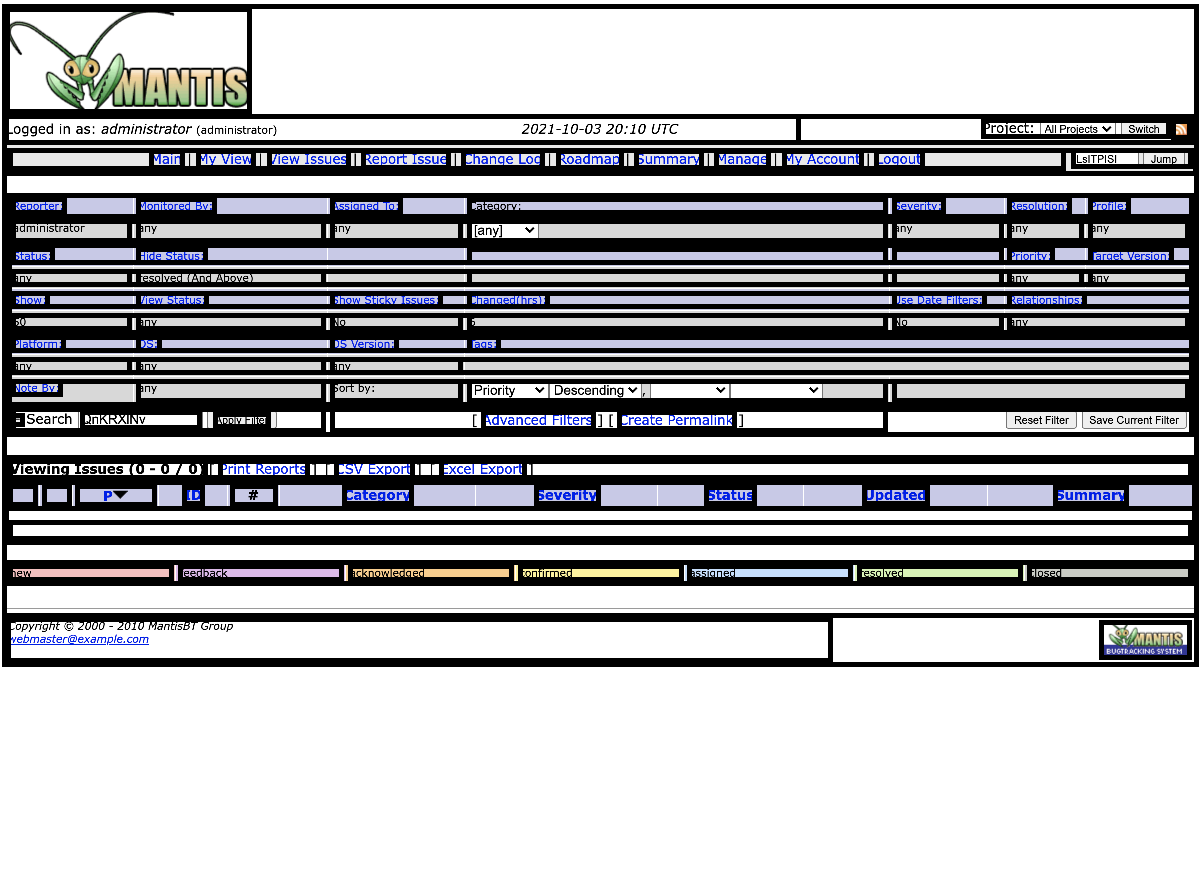 MANTIS
Logged in as: administrator (administrator) 2021-10-03 20:10 UTC Project: All Projects Switch
Main My View View Issues Report Issue Change Log Roadmap Summary Manage My Account Logout LsITPISI Jump
Reporter: Monitored By: Assigned To: Category: Severity: Resolution: Profile:
administrator any any [any] any any any
Status: Hide Status: Priority: Target Version:
any resolved (And Above) any any
Show: View Status: Show Sticky Issues: Changed(hrs): Use Date Filters: Relationships:
50 any No 6 No any
Platform: OS: OS Version: Tags:
any any any
Note By: any Sort by: Priority Descending ,
Search QnKRXlNv Apply Filter [ Advanced Filters ] [ Create Permalink ] Reset Filter Save Current Filter
Viewing Issues (0 - 0 / 0) [ Print Reports ] [ CSV Export ] [ Excel Export ]
P ID # Category Severity Status Updated Summary
new feedback acknowledged confirmed assigned resolved closed
Copyright © 2000 - 2010 MantisBT Group
webmaster@example.com
MANTIS
BUGTRACKING SYSTEM